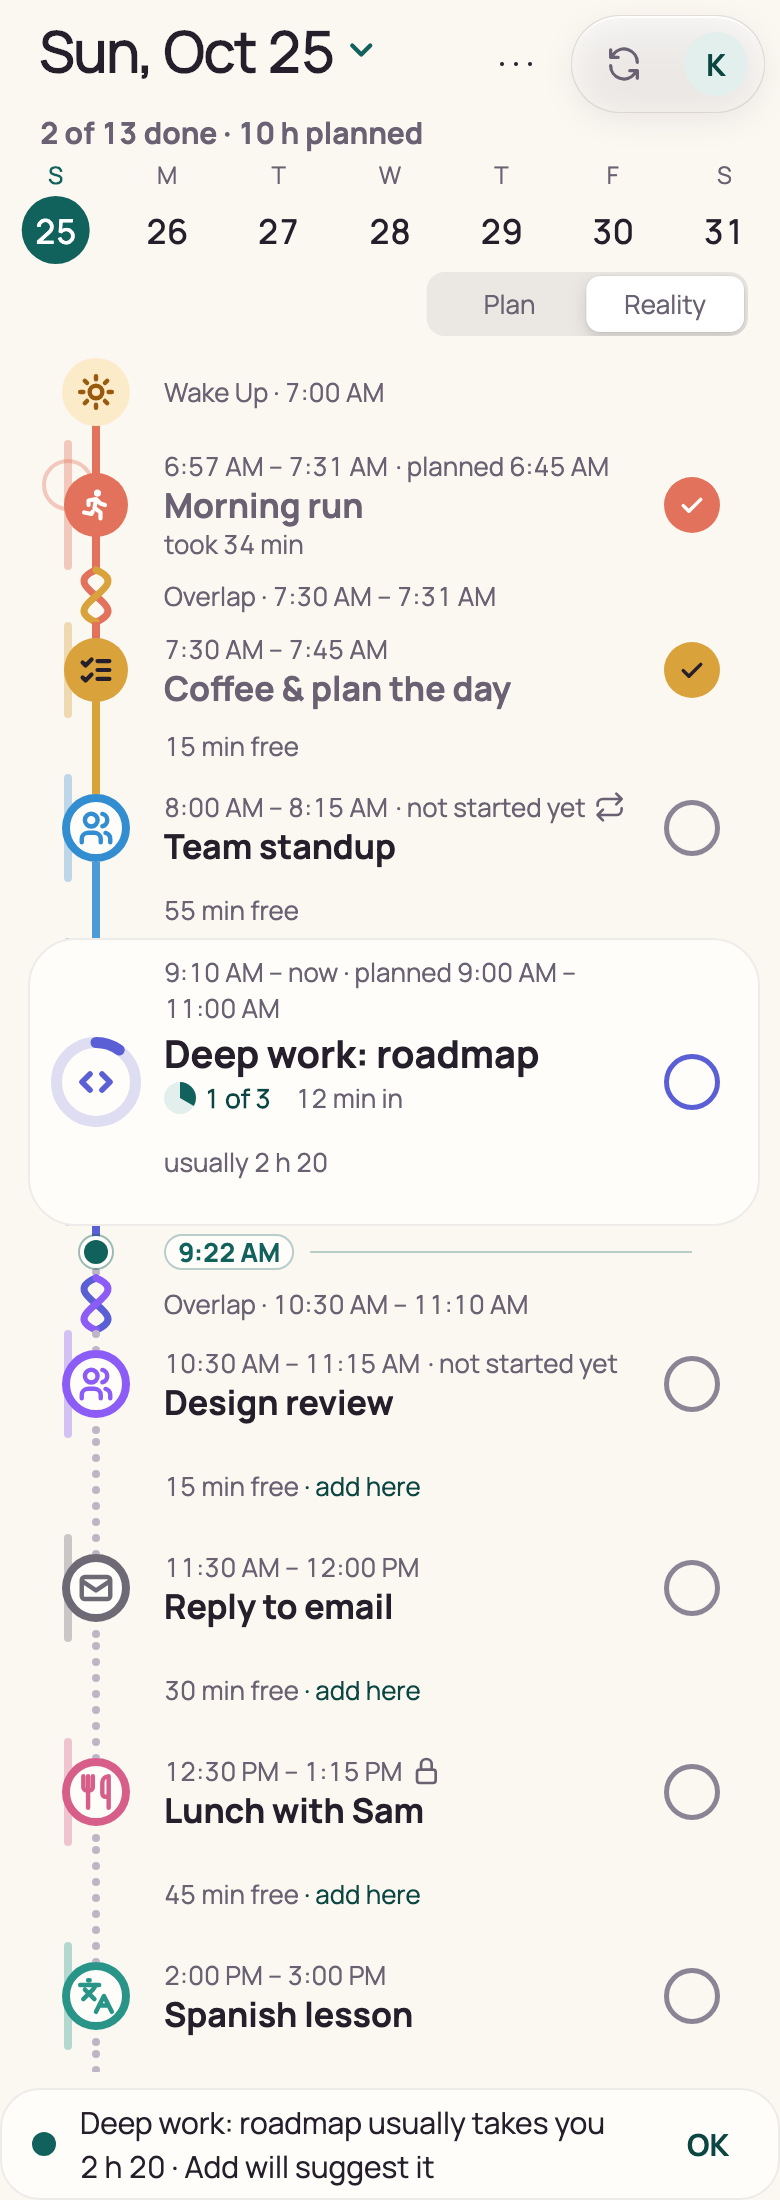 Sun, Oct 25
...
K
2 of 13 done · 10 h planned
S M T W T F S
25 26 27 28 29 30 31
Plan Reality
Wake Up · 7:00 AM
6:57 AM – 7:31 AM · planned 6:45 AM
Morning run
took 34 min
Overlap · 7:30 AM – 7:31 AM
7:30 AM – 7:45 AM
Coffee & plan the day
15 min free
8:00 AM – 8:15 AM · not started yet
Team standup
55 min free
9:10 AM – now · planned 9:00 AM –
11:00 AM
Deep work: roadmap
1 of 3 12 min in
usually 2 h 20
9:22 AM
Overlap · 10:30 AM – 11:10 AM
10:30 AM – 11:15 AM · not started yet
Design review
15 min free · add here
11:30 AM – 12:00 PM
Reply to email
30 min free · add here
12:30 PM – 1:15 PM
Lunch with Sam
45 min free · add here
2:00 PM – 3:00 PM
Spanish lesson
Deep work: roadmap usually takes you
2 h 20 · Add will suggest it
OK